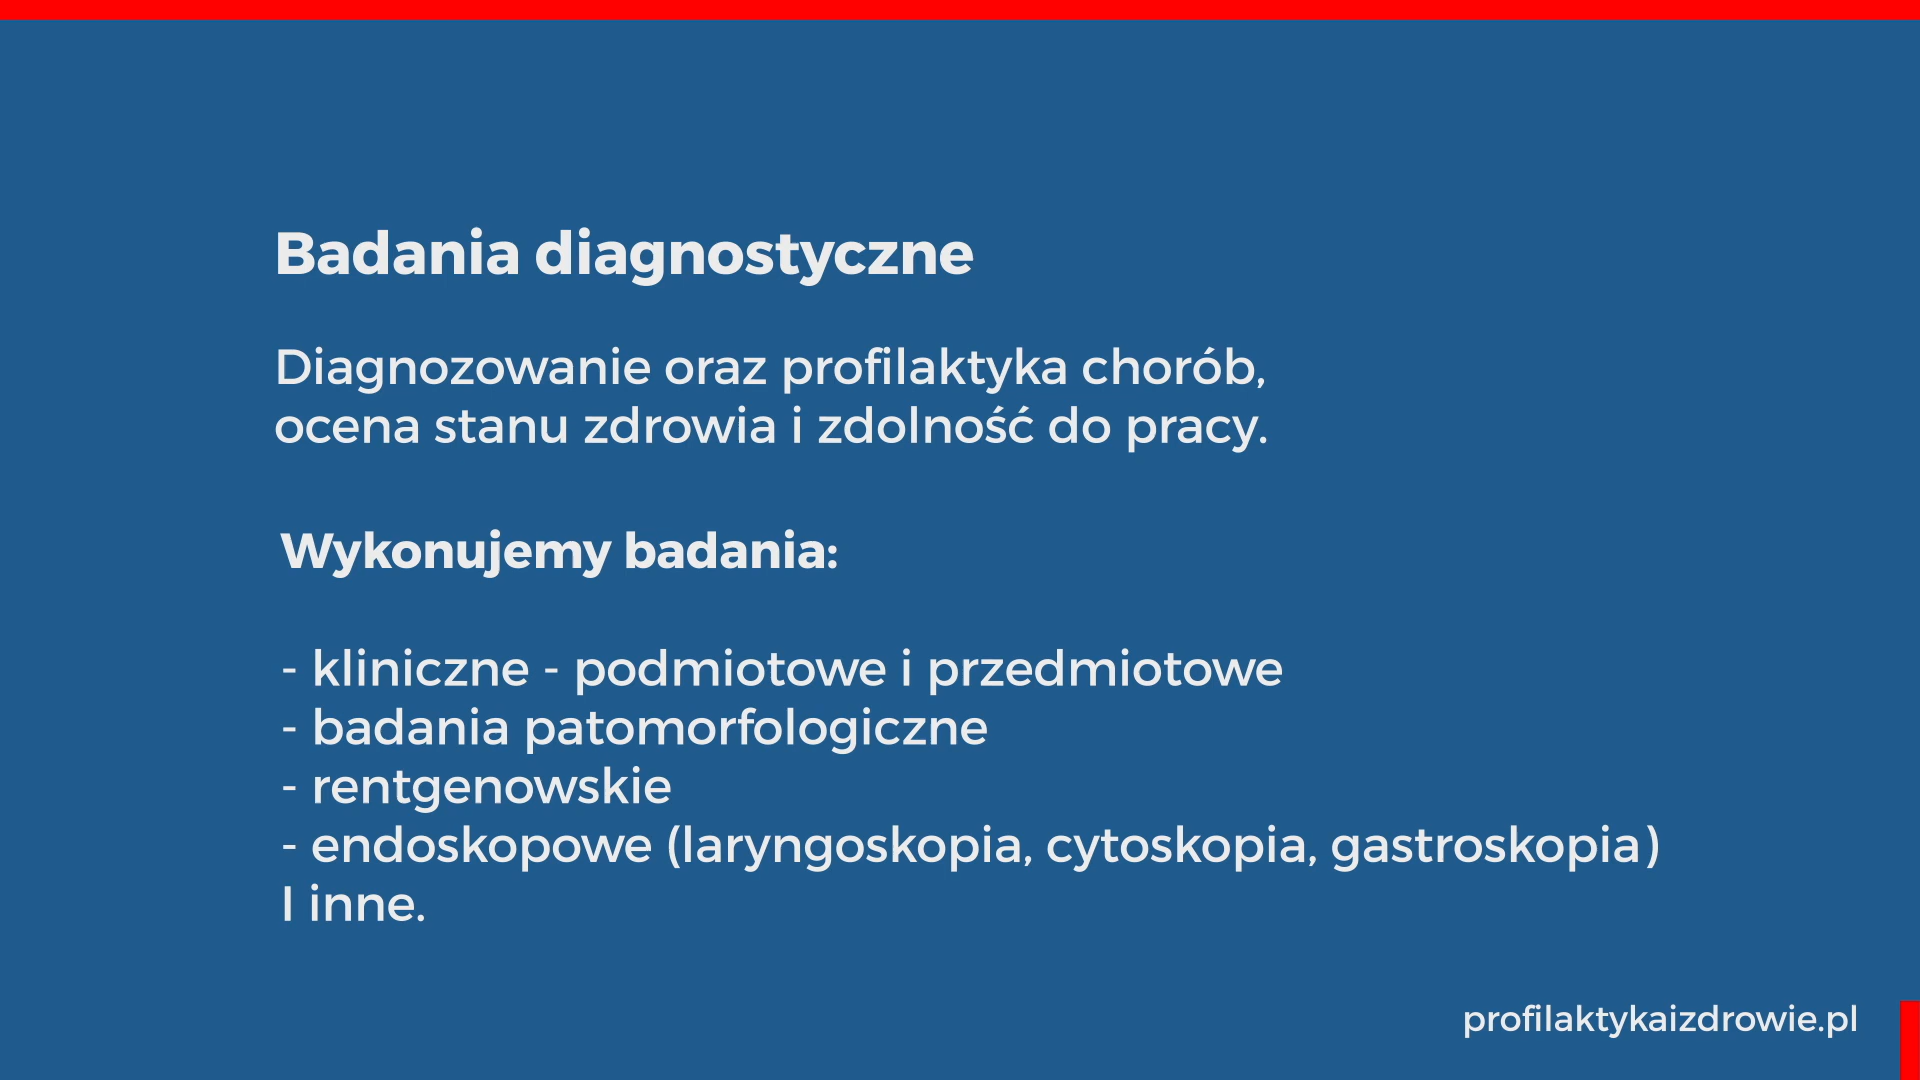 Badania diagnostyczne
Diagnozowanie oraz profilaktyka chorób,
ocena stanu zdrowia i zdolność do pracy.
Wykonujemy badania:
- kliniczne - podmiotowe i przedmiotowe
- badania patomorfologiczne
- rentgenowskie
- endoskopowe (laryngoskopia, cytoskopia, gastroskopia)
I inne.
profilaktykaizdrowie.pl